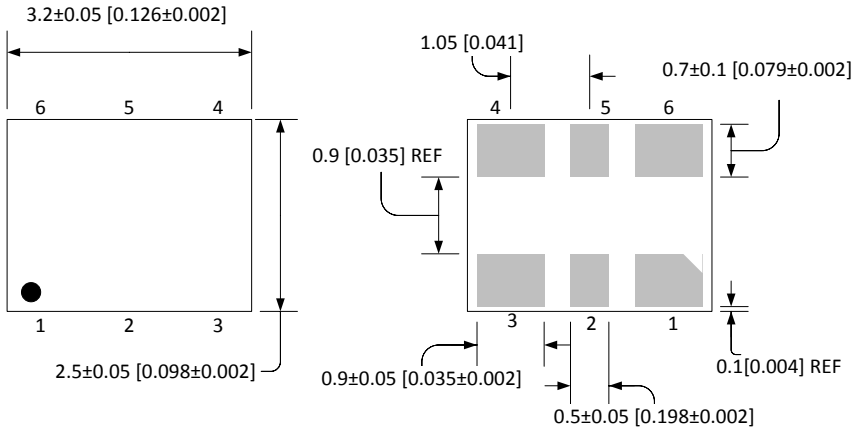 3.2±0.05 [0.126±0.002]
1.05 [0.041]
0.7±0.1 [0.079±0.002]
6 5 4
4 5 6
0.9 [0.035] REF
1 2 3
3 2 1
2.5±0.05 [0.098±0.002]
0.9±0.05 [0.035±0.002]
0.1[0.004] REF
0.5±0.05 [0.198±0.002]